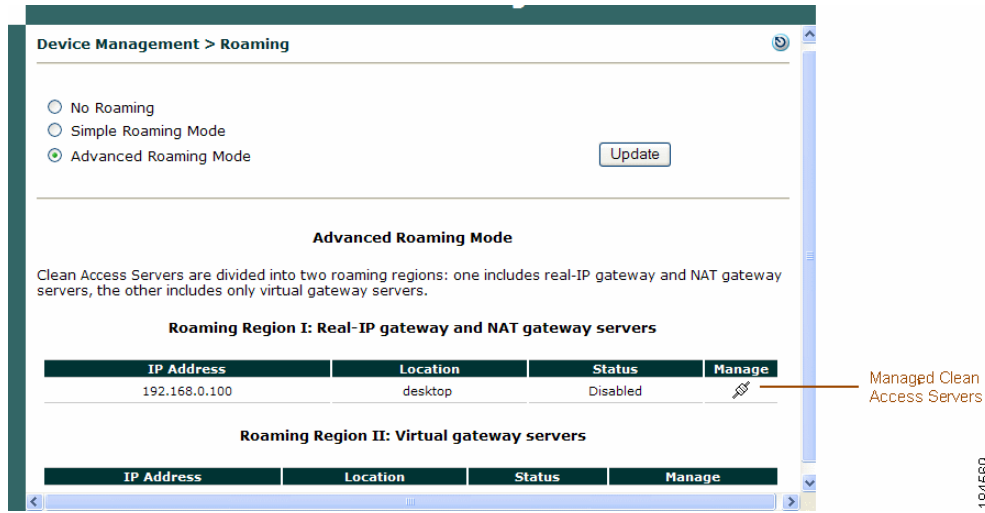 Device Management > Roaming
No Roaming
Simple Roaming Mode
Advanced Roaming Mode
Update
Advanced Roaming Mode
Clean Access Servers are divided into two roaming regions: one includes real-IP gateway and NAT gateway
servers, the other includes only virtual gateway servers.
Roaming Region I: Real-IP gateway and NAT gateway servers
IP Address Location Status Manage
192.168.0.100 desktop Disabled
Managed Clean
Access Servers
Roaming Region II: Virtual gateway servers
IP Address Location Status Manage
184560